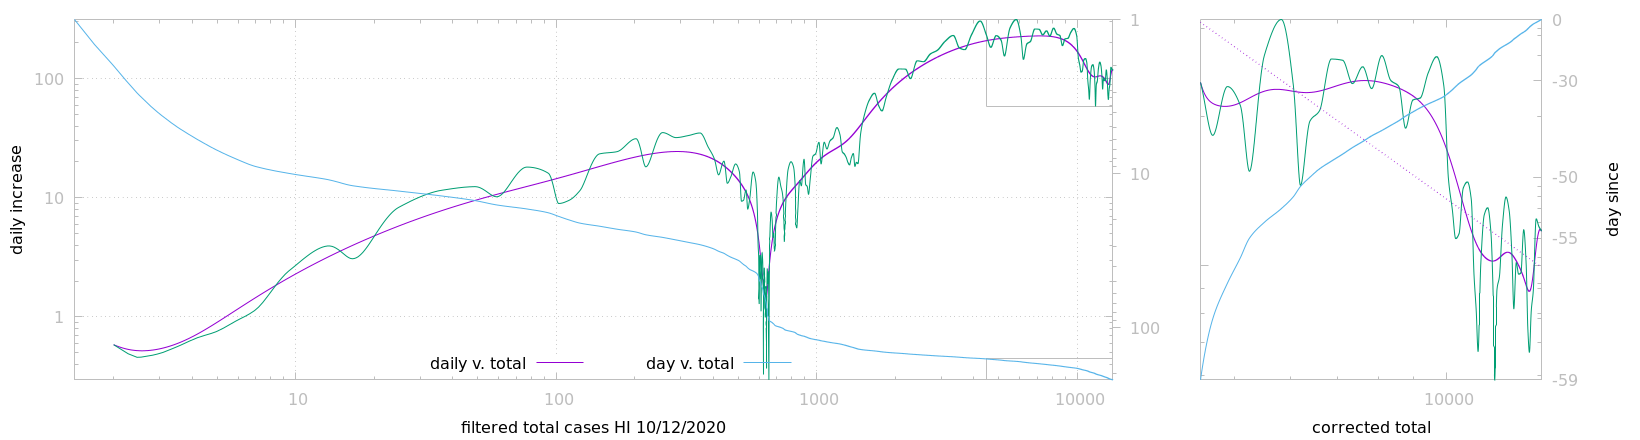 daily increase
100
10
1
10
100
1000
10000
1
10
100
daily v. total
day v. total
filtered total cases HI 10/12/2020
0
-30
-50
-55
-59
10000
day since
corrected total